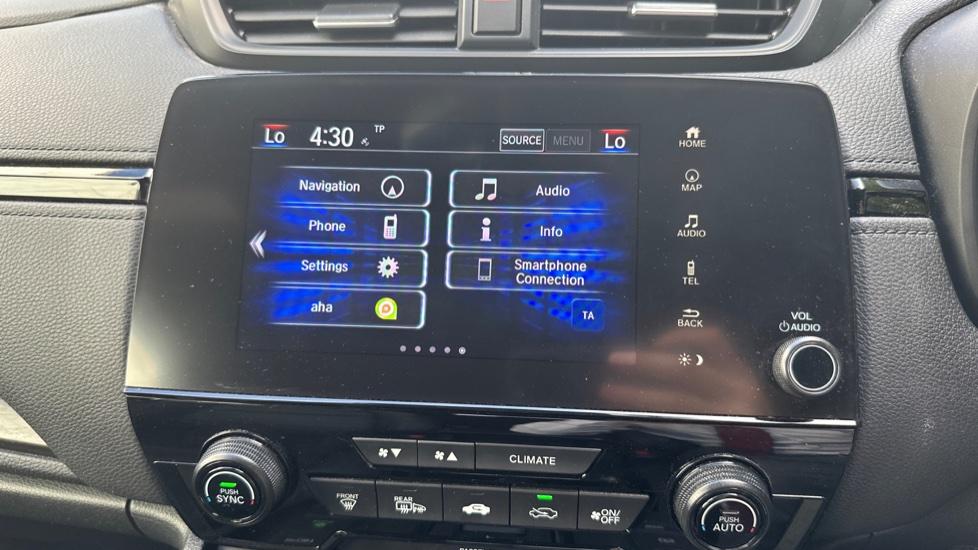 Lo 4:30 TP SOURCE MENU Lo
Navigation
Audio
Phone
Info
Settings
Smartphone
Connection
aha
TA
HOME
MAP
AUDIO
TEL
BACK
VOL
AUDIO
CLIMATE
PUSH
SYNC
FRONT
REAR
ON/
OFF
PUSH
AUTO